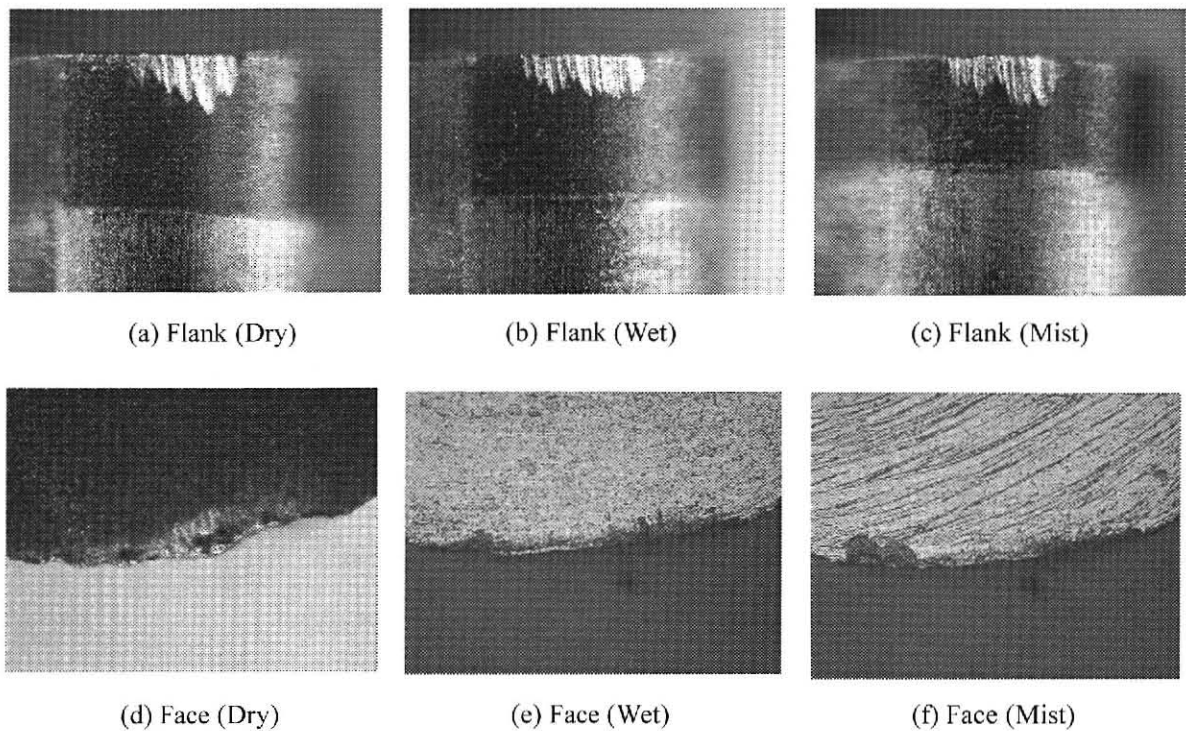 (a) Flank (Dry)
(b) Flank (Wet)
(c) Flank (Mist)
(d) Face (Dry)
(e) Face (Wet)
(f) Face (Mist)